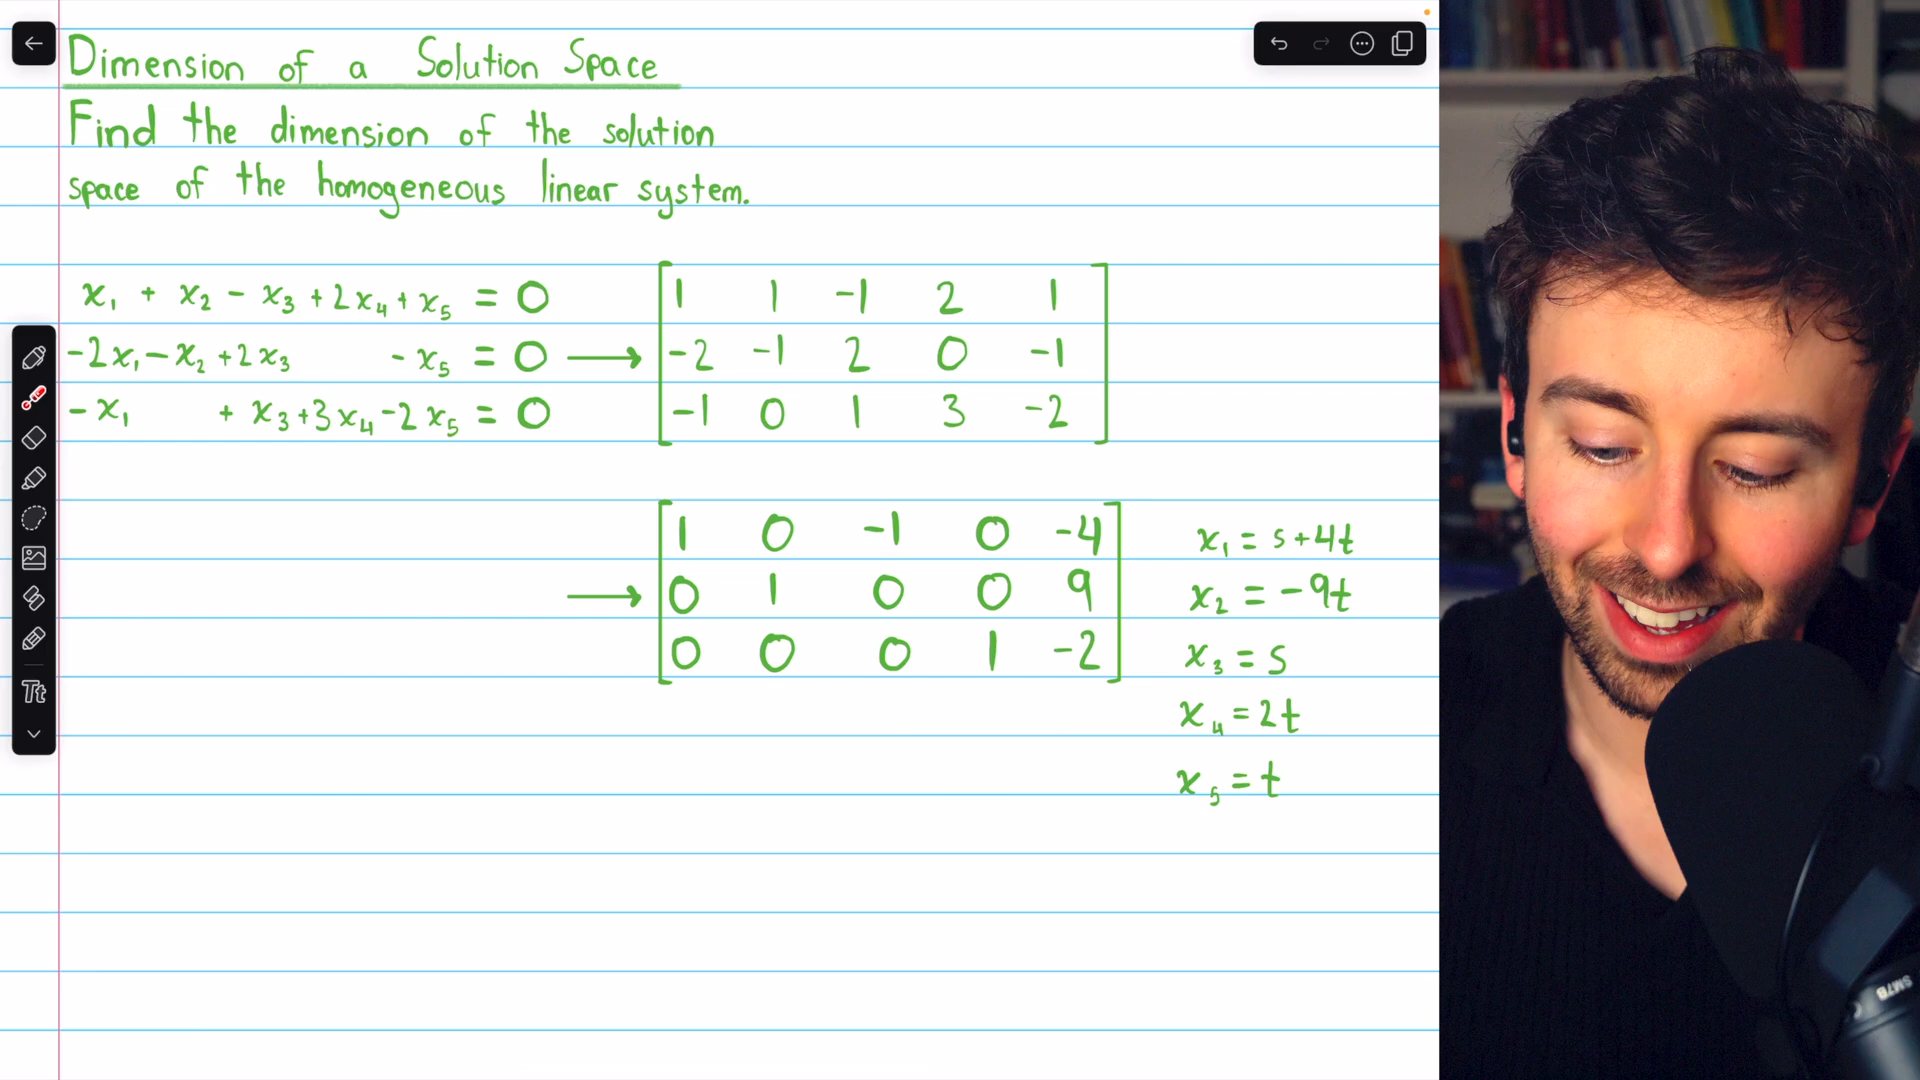 Dimension of a Solution Space
Find the dimension of the solution
space of the homogeneous linear system.
x₁ + x₂ - x₃ + 2x₄ + x₅ = 0
-2x₁ - x₂ + 2x₃ - x₅ = 0 →
-x₁ + x₃ + 3x₄ - 2x₅ = 0
1 1 -1 2 1
-2 -1 2 0 -1
-1 0 1 3 -2
→
1 0 -1 0 -4
0 1 0 0 9
0 0 0 1 -2
x₁ = s + 4t
x₂ = -9t
x₃ = s
x₄ = 2t
x₅ = t
Tt
SM7B